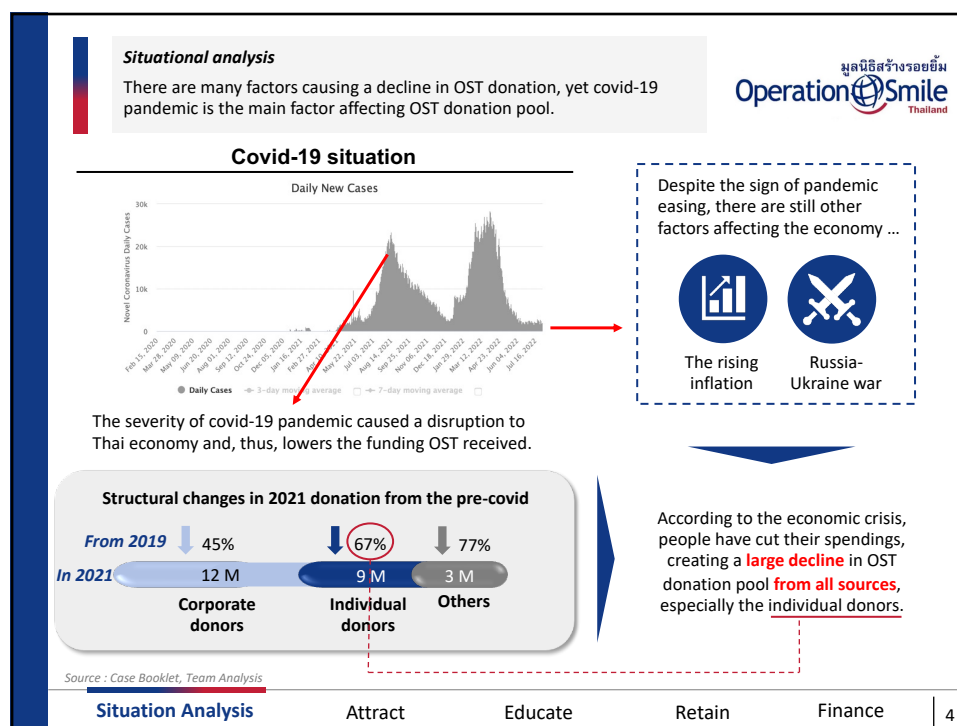 Situational analysis
There are many factors causing a decline in OST donation, yet covid-19
pandemic is the main factor affecting OST donation pool.
มูลนิธิสร้างรอยยิ้ม
Operation Smile
Thailand
Covid-19 situation
Daily New Cases
Novel Coronavirus Daily Cases
30k
20k
10k
0
Feb 15, 2020
Mar 28, 2020
May 09, 2020
Jun 20, 2020
Aug 01, 2020
Sep 12, 2020
Oct 24, 2020
Dec 05, 2020
Jan 16, 2021
Feb 27, 2021
Apr 10, 2021
May 22, 2021
Jul 03, 2021
Aug 14, 2021
Sep 25, 2021
Nov 06, 2021
Dec 18, 2021
Jan 29, 2022
Mar 12, 2022
Apr 23, 2022
Jun 04, 2022
Jul 16, 2022
Daily Cases
3-day moving average
7-day moving average
Despite the sign of pandemic
easing, there are still other
factors affecting the economy ...
The rising
inflation
Russia-
Ukraine war
The severity of covid-19 pandemic caused a disruption to
Thai economy and, thus, lowers the funding OST received.
Structural changes in 2021 donation from the pre-covid
From 2019
45%
67%
77%
In 2021
12 M
9 M
3 M
Corporate
donors
Individual
donors
Others
According to the economic crisis,
people have cut their spendings,
creating a large decline in OST
donation pool from all sources,
especially the individual donors.
Source : Case Booklet, Team Analysis
Situation Analysis
Attract
Educate
Retain
Finance
4